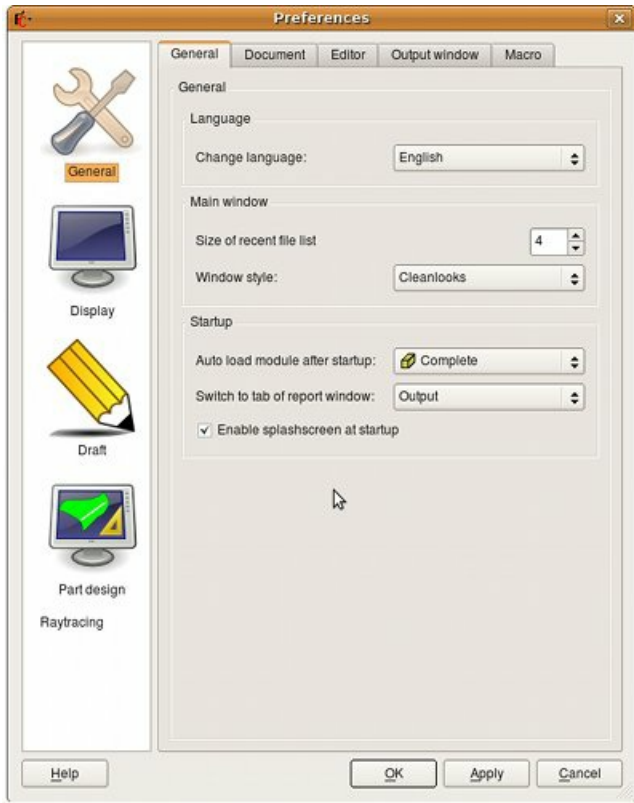 Preferences
General Document Editor Output window Macro
General
Display
Draft
Part design
Raytracing
General
Language
Change language: English
Main window
Size of recent file list 4
Window style: Cleanlooks
Startup
Auto load module after startup: Complete
Switch to tab of report window: Output
Enable splashscreen at startup
Help OK Apply Cancel